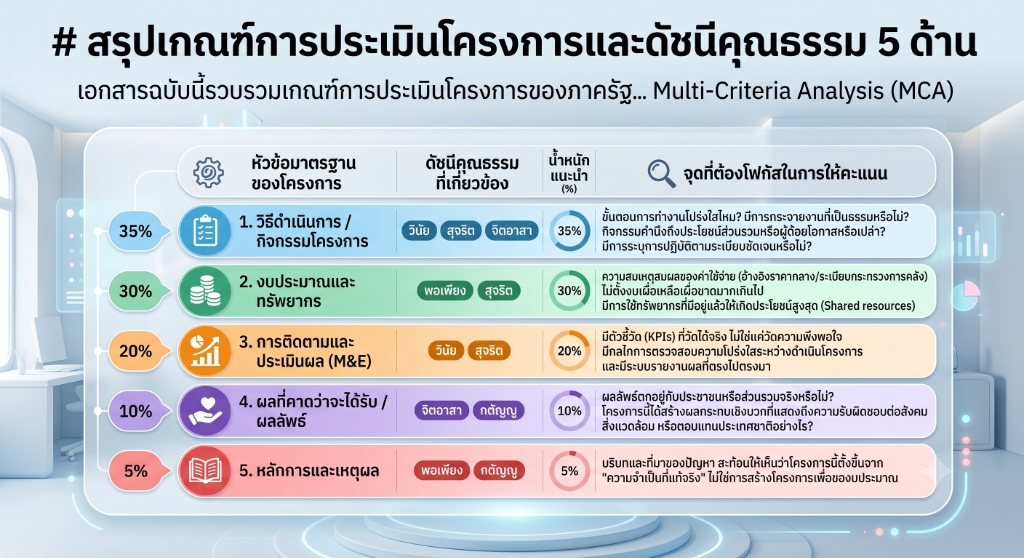 # สรุปเกณฑ์การประเมินโครงการและดัชนีคุณธรรม 5 ด้าน
เอกสารฉบับนี้รวบรวมเกณฑ์การประเมินโครงการของภาครัฐ... Multi-Criteria Analysis (MCA)
หัวข้อมาตรฐาน
ของโครงการ
ดัชนีคุณธรรม
ที่เกี่ยวข้อง
น้ำหนัก
แนะนำ
(%)
จุดที่ต้องโฟกัสในการให้คะแนน
35%
1. วิธีดำเนินการ /
กิจกรรมโครงการ
วินัย สุจริต จิตอาสา
35%
ขั้นตอนการทำงานโปร่งใสไหม? มีการกระจายงานที่เป็นธรรมหรือไม่?
กิจกรรมคำนึงถึงประโยชน์ส่วนรวมหรือผู้ด้อยโอกาสหรือเปล่า?
มีการระบุการปฏิบัติตามระเบียบชัดเจนหรือไม่?
30%
2. งบประมาณและ
ทรัพยากร
พอเพียง สุจริต
30%
ความสมเหตุสมผลของค่าใช้จ่าย (อ้างอิงราคากลาง/ระเบียบกระทรวงการคลัง)
ไม่ตั้งงบเผื่อเหลือเผื่อขาดมากเกินไป
มีการใช้ทรัพยากรที่มีอยู่แล้วให้เกิดประโยชน์สูงสุด (Shared resources)
20%
3. การติดตามและ
ประเมินผล (M&E)
วินัย สุจริต
20%
มีตัวชี้วัด (KPIs) ที่วัดได้จริง ไม่ใช่แค่วัดความพึงพอใจ
มีกลไกการตรวจสอบความโปร่งใสระหว่างดำเนินโครงการ
และมีระบบรายงานผลที่ตรงไปตรงมา
10%
4. ผลที่คาดว่าจะได้รับ /
ผลลัพธ์
จิตอาสา กตัญญู
10%
ผลลัพธ์ตกอยู่กับประชาชนหรือส่วนรวมจริงหรือไม่?
โครงการนี้ได้สร้างผลกระทบเชิงบวกที่แสดงถึงความรับผิดชอบต่อสังคม
สิ่งแวดล้อม หรือตอบแทนประเทศชาติอย่างไร?
5%
5. หลักการและเหตุผล
พอเพียง กตัญญู
5%
บริบทและที่มาของปัญหา สะท้อนให้เห็นว่าโครงการนี้ตั้งขึ้นจาก
"ความจำเป็นที่แท้จริง" ไม่ใช่การสร้างโครงการเพื่อของบประมาณ